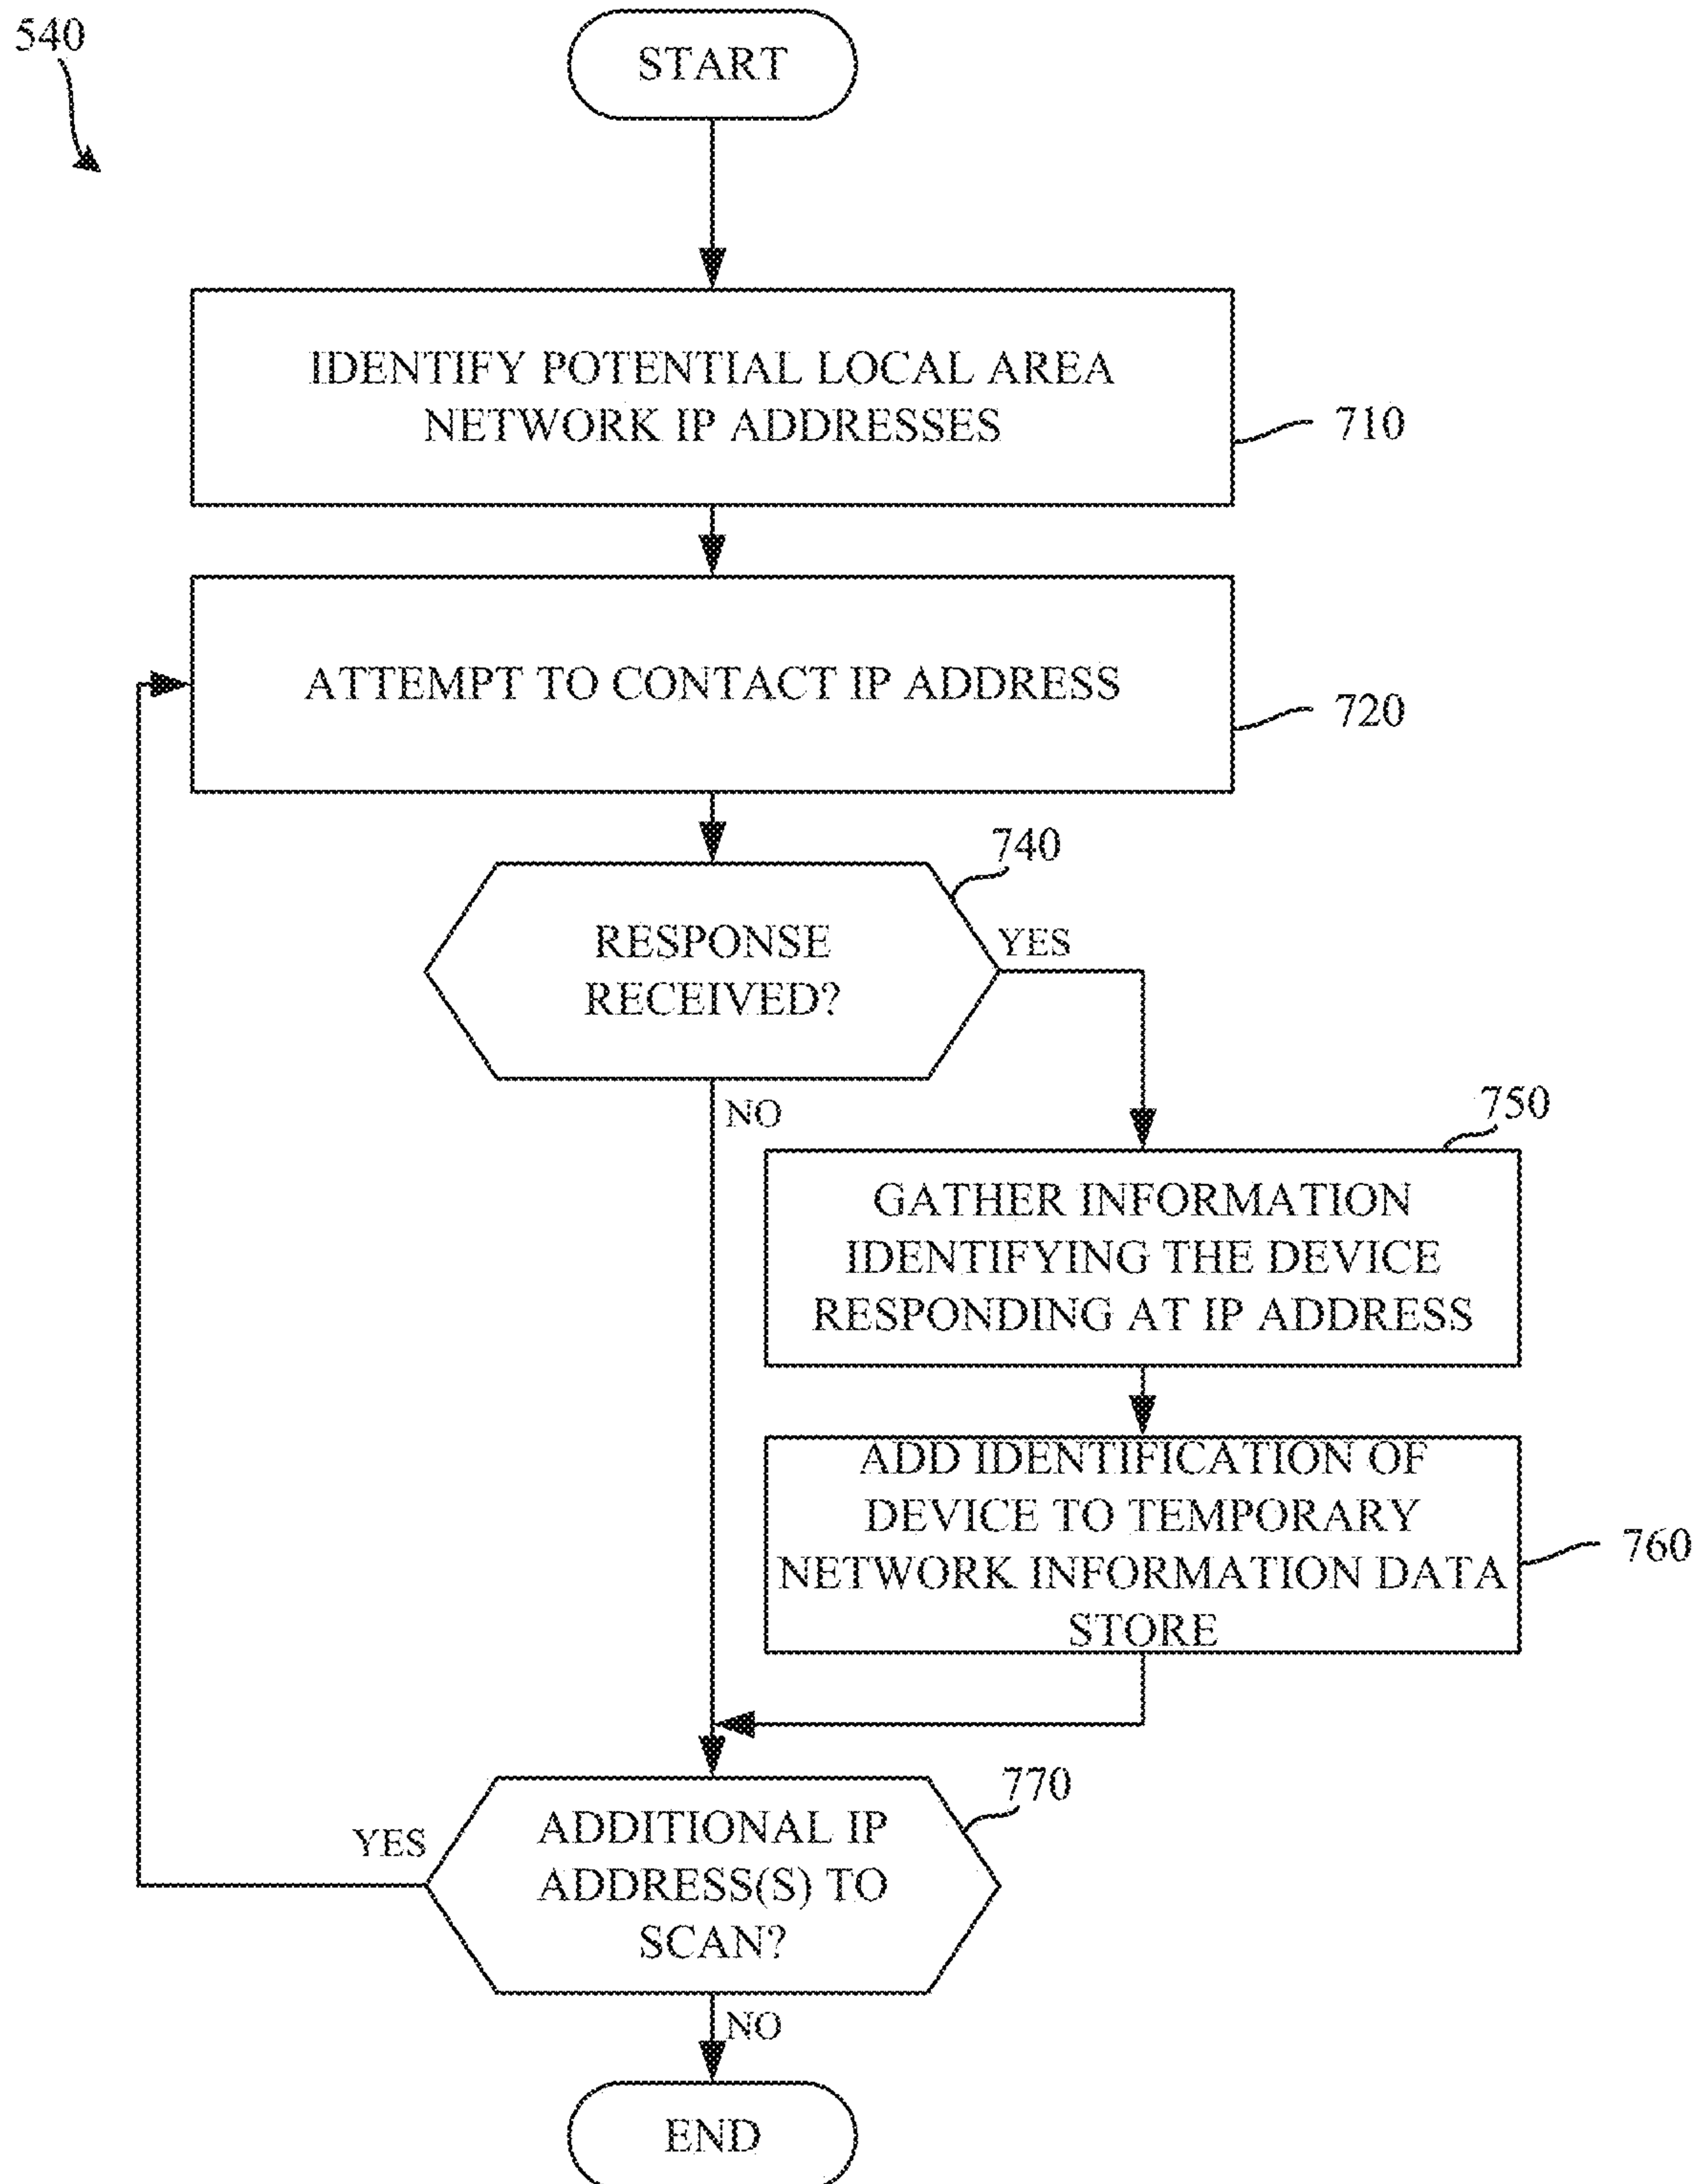 540
START
IDENTIFY POTENTIAL LOCAL AREA
NETWORK IP ADDRESSES
710
ATTEMPT TO CONTACT IP ADDRESS
720
740
RESPONSE
RECEIVED?
YES
NO
750
GATHER INFORMATION
IDENTIFYING THE DEVICE
RESPONDING AT IP ADDRESS
ADD IDENTIFICATION OF
DEVICE TO TEMPORARY
NETWORK INFORMATION DATA
STORE
760
770
ADDITIONAL IP
ADDRESS(S) TO
SCAN?
YES
NO
END